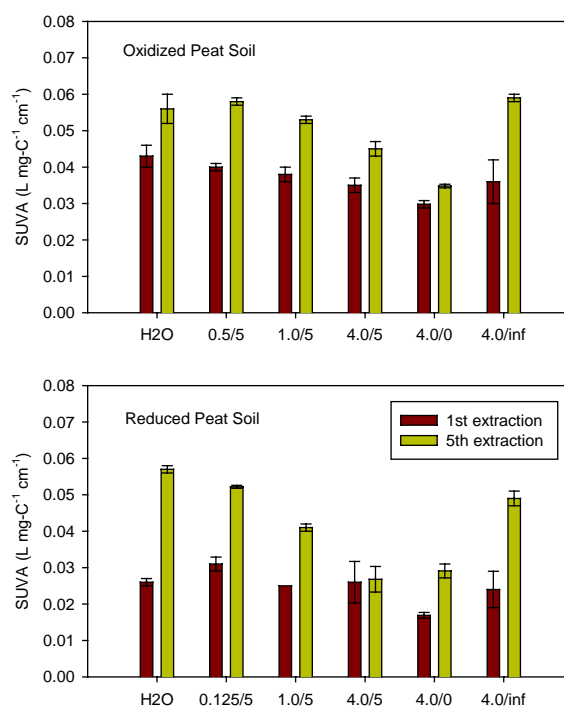 0.08
Oxidized Peat Soil
0.07
0.06
0.05
0.04
0.03
0.02
0.01
0.00
SUVA (L mg-C⁻¹ cm⁻¹)
H2O 0.5/5 1.0/5 4.0/5 4.0/0 4.0/inf
0.08
Reduced Peat Soil
1st extraction
5th extraction
0.07
0.06
0.05
0.04
0.03
0.02
0.01
0.00
SUVA (L mg-C⁻¹ cm⁻¹)
H2O 0.125/5 1.0/5 4.0/5 4.0/0 4.0/inf